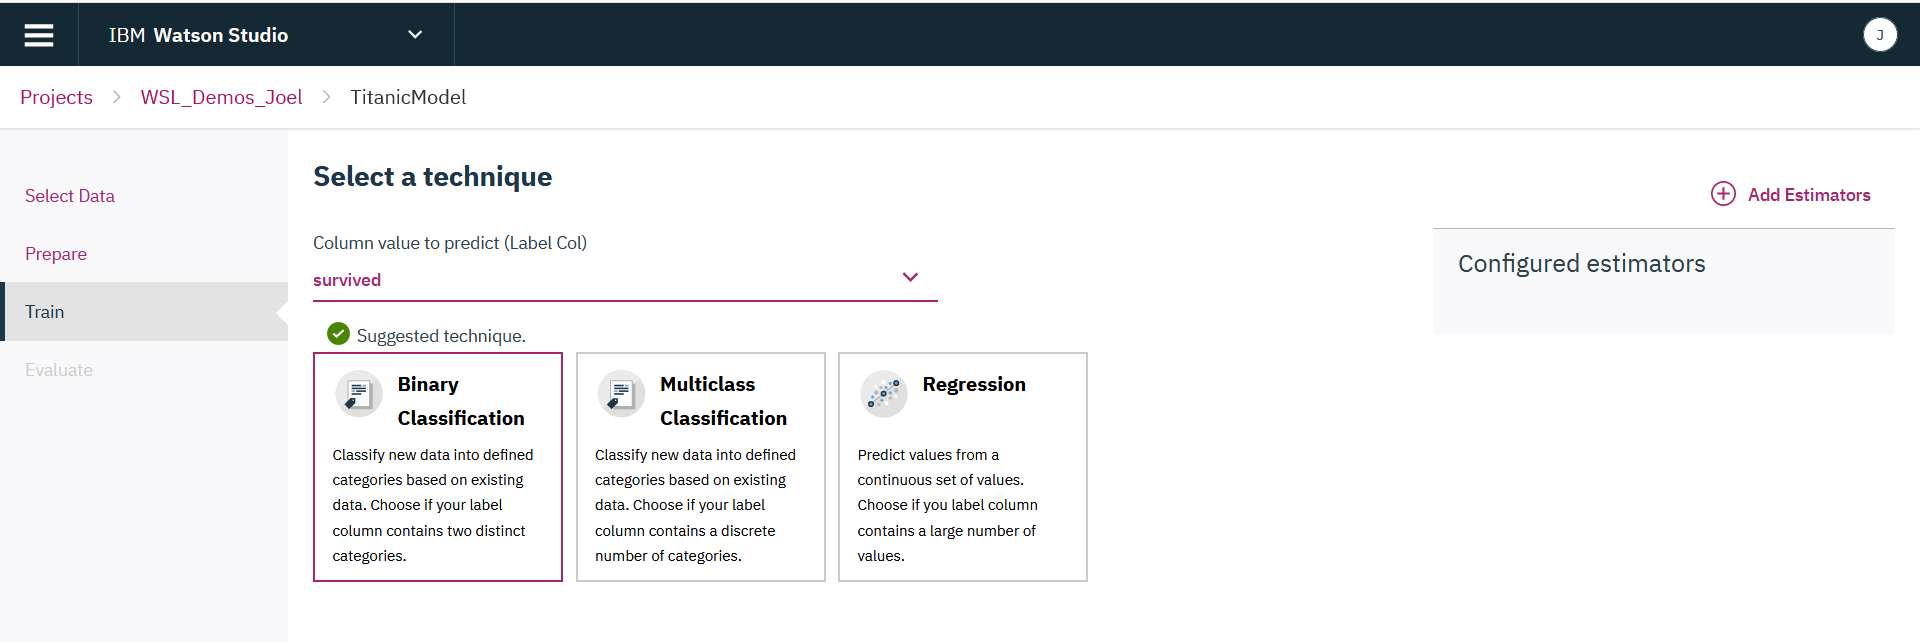 IBM Watson Studio
J
Projects > WSL_Demos_Joel > TitanicModel
Select Data
Prepare
Train
Evaluate
Select a technique
Column value to predict (Label Col)
survived
Suggested technique.
Binary
Classification
Classify new data into defined
categories based on existing
data. Choose if your label
column contains two distinct
categories.
Multiclass
Classification
Classify new data into defined
categories based on existing
data. Choose if your label
column contains a discrete
number of categories.
Regression
Predict values from a
continuous set of values.
Choose if you label column
contains a large number of
values.
Add Estimators
Configured estimators